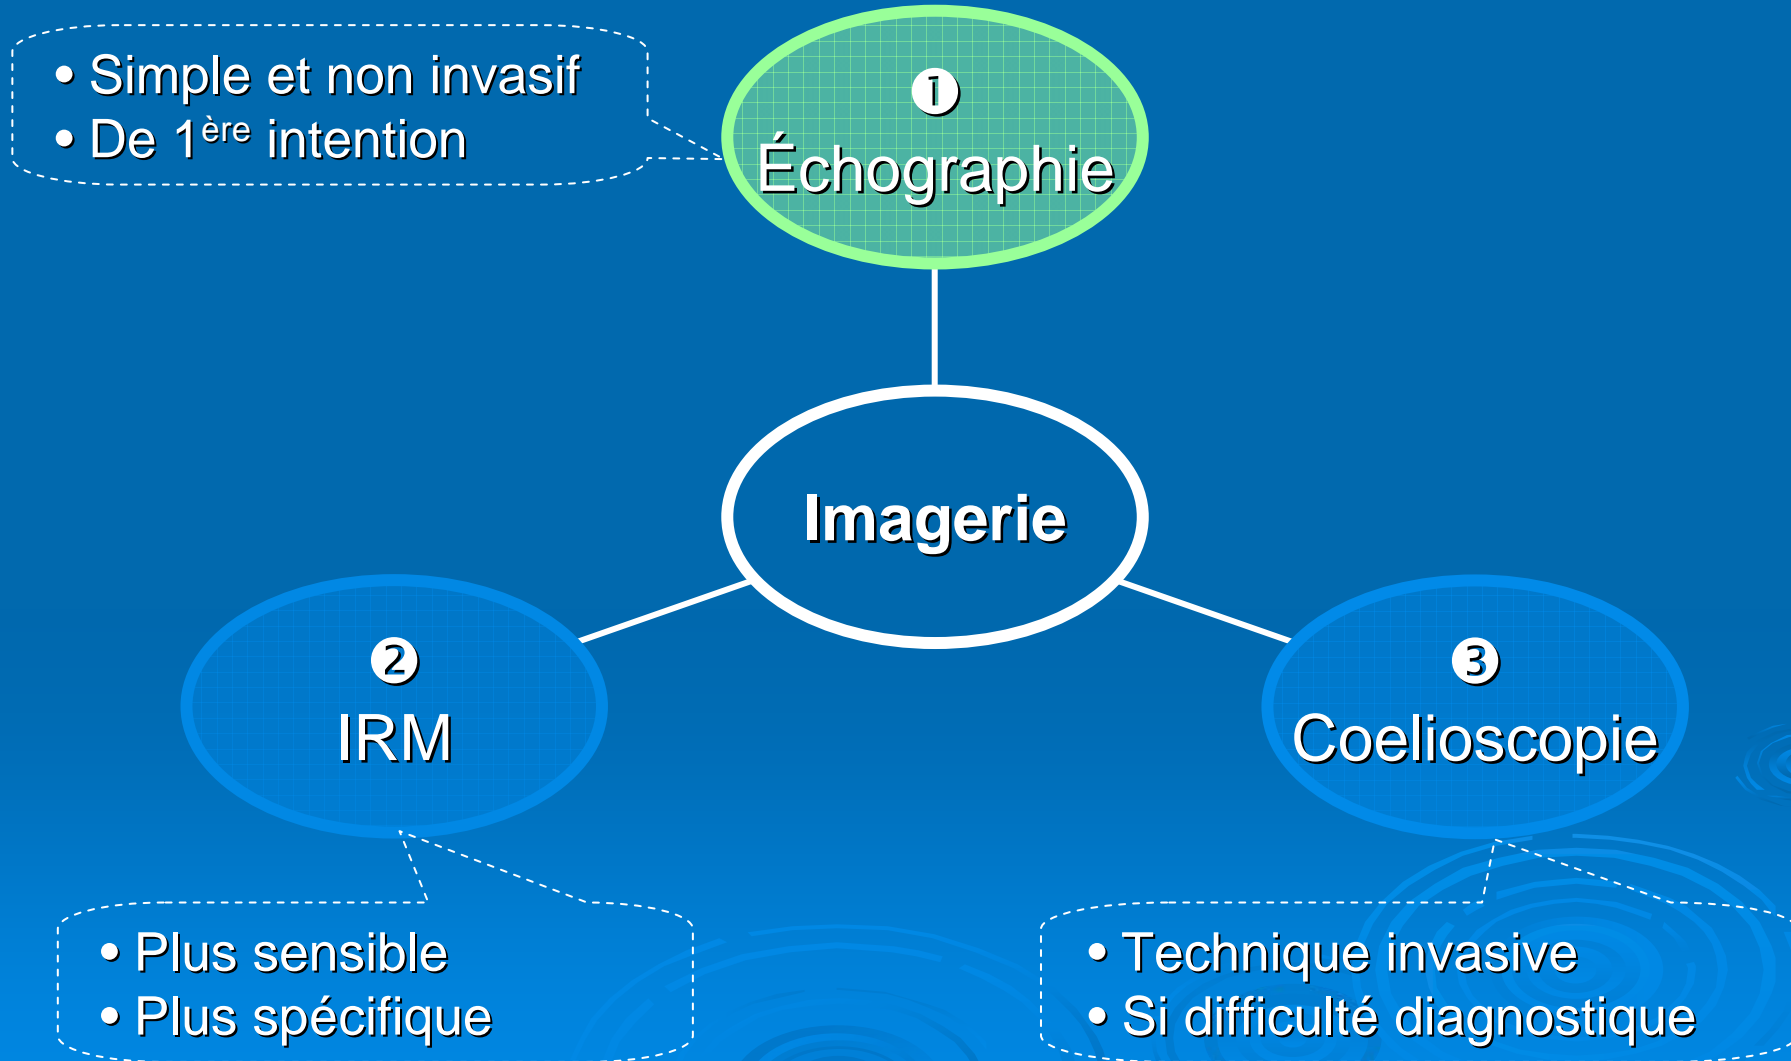 • Simple et non invasif
• De 1ère intention
❶
Échographie
Imagerie
❷
IRM
❸
Coelioscopie
• Plus sensible
• Plus spécifique
• Technique invasive
• Si difficulté diagnostique